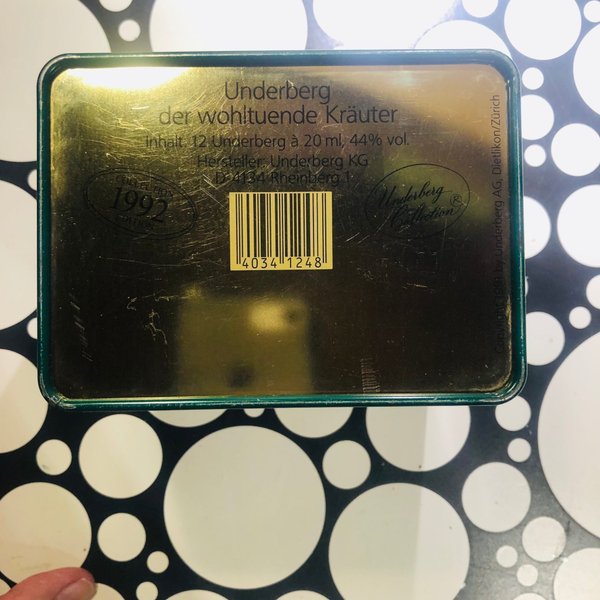 Underberg
der wohltuende Kräuter
Inhalt: 12 Underberg à 20 ml, 44% vol.
Hersteller: Underberg KG
D 4134 Rheinberg 1
1992
Underberg
Collection
®
4034 1248
by Underberg AG, Dietlikon/Zürich